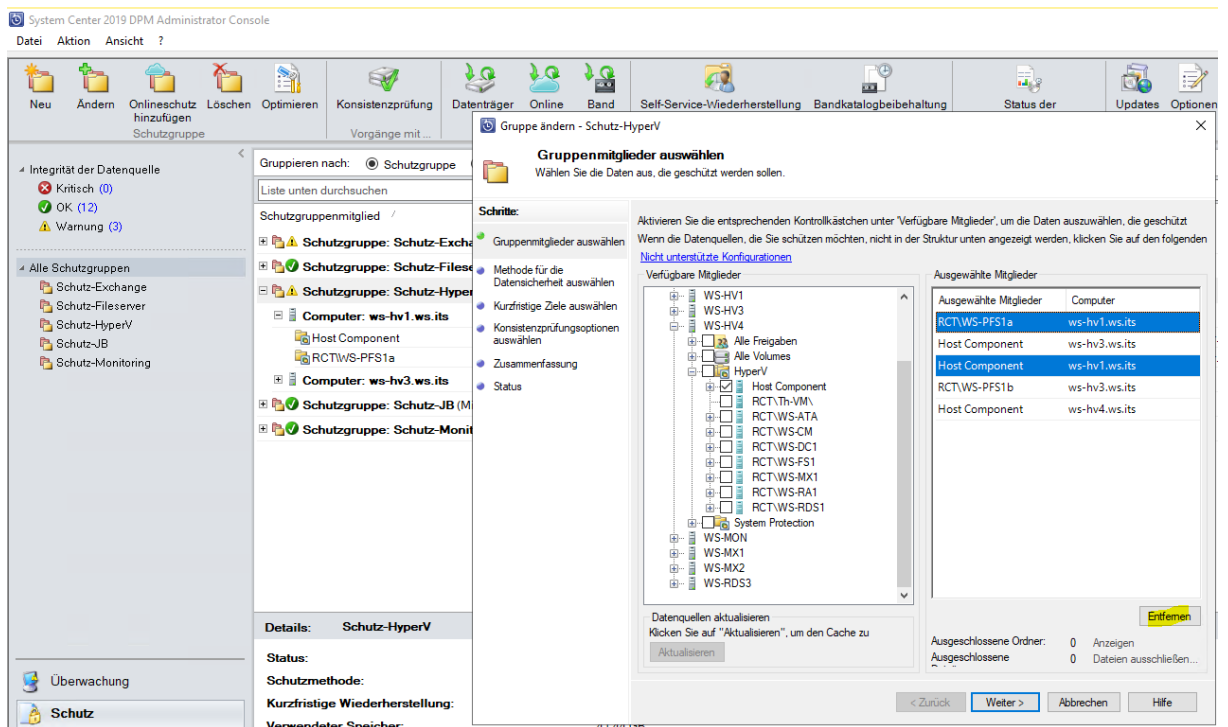 System Center 2019 DPM Administrator Console
Datei Aktion Ansicht ?
Neu Ändern Onlineschutz hinzufügen Löschen Optimieren Konsistenzprüfung Datenträger Online Band Self-Service-Wiederherstellung Bandkatalogbeibehaltung Status der Updates Optionen
Schutzgruppe Vorgänge mit ...
Integrität der Datenquelle
Kritisch (0)
OK (12)
Warnung (3)
Alle Schutzgruppen
Schutz-Exchange
Schutz-Fileserver
Schutz-HyperV
Schutz-JB
Schutz-Monitoring
Überwachung
Schutz
Gruppieren nach: Schutzgruppe
Liste unten durchsuchen
Schutzgruppenmitglied /
Schutzgruppe: Schutz-Excha
Schutzgruppe: Schutz-Filese
Schutzgruppe: Schutz-Hyper
Computer: ws-hv1.ws.its
Host Component
RCT\WS-PFS1a
Computer: ws-hv3.ws.its
Schutzgruppe: Schutz-JB (Mi
Schutzgruppe: Schutz-Monit
Details: Schutz-HyperV
Status:
Schutzmethode:
Kurzfristige Wiederherstellung:
Verwendeter Speicher:
Gruppe ändern - Schutz-HyperV
Gruppenmitglieder auswählen
Wählen Sie die Daten aus, die geschützt werden sollen.
Schritte:
Gruppenmitglieder auswählen
Methode für die
Datensicherheit auswählen
Kurzfristige Ziele auswählen
Konsistenzprüfungsoptionen
auswählen
Zusammenfassung
Status
Aktivieren Sie die entsprechenden Kontrollkästchen unter 'Verfügbare Mitglieder', um die Daten auszuwählen, die geschützt
Wenn die Datenquellen, die Sie schützen möchten, nicht in der Struktur unten angezeigt werden, klicken Sie auf den folgenden
Nicht unterstützte Konfigurationen
Verfügbare Mitglieder
WS-HV1
WS-HV3
WS-HV4
Alle Freigaben
Alle Volumes
HyperV
Host Component
RCT\Th-VM\
RCT\WS-ATA
RCT\WS-CM
RCT\WS-DC1
RCT\WS-FS1
RCT\WS-MX1
RCT\WS-RA1
RCT\WS-RDS1
System Protection
WS-MON
WS-MX1
WS-MX2
WS-RDS3
Datenquellen aktualisieren
Klicken Sie auf "Aktualisieren", um den Cache zu
Aktualisieren
Ausgewählte Mitglieder
Ausgewählte Mitglieder Computer
RCT\WS-PFS1a ws-hv1.ws.its
Host Component ws-hv3.ws.its
Host Component ws-hv1.ws.its
RCT\WS-PFS1b ws-hv3.ws.its
Host Component ws-hv4.ws.its
Entfernen
Ausgeschlossene Ordner: 0 Anzeigen
Ausgeschlossene 0 Dateien ausschließen...
< Zurück Weiter > Abbrechen Hilfe